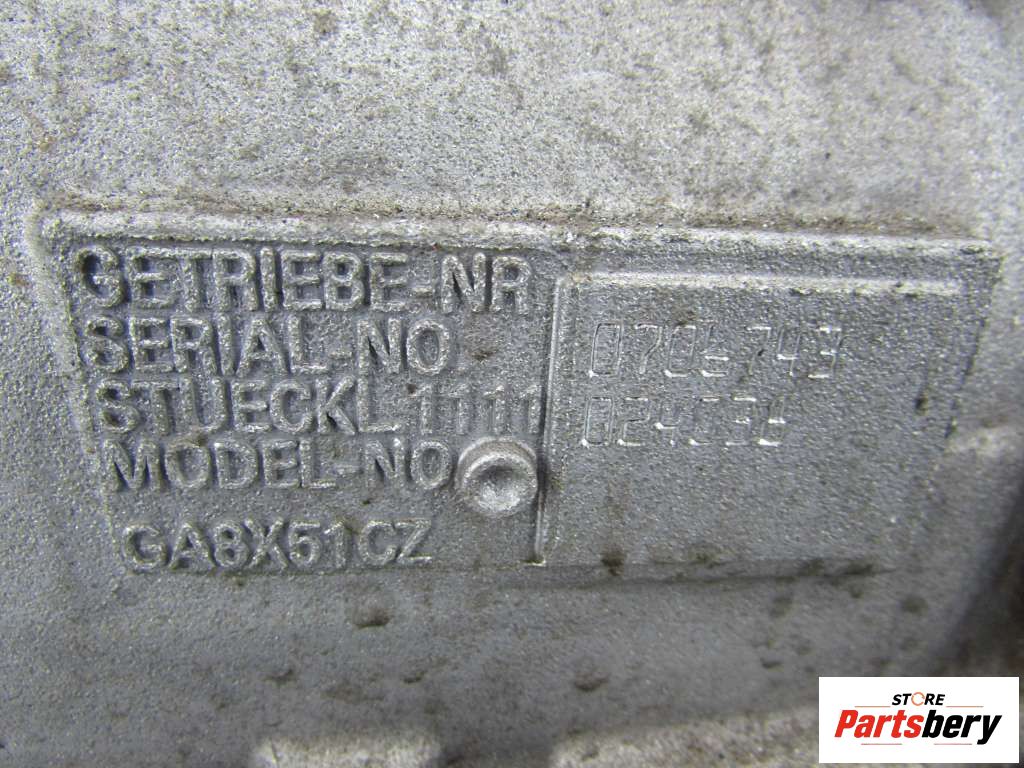 GETRIEBE-NR
SERIAL-NO
STUECKL 1111
MODEL-NO
GA8X51CZ
STORE
Partsbery